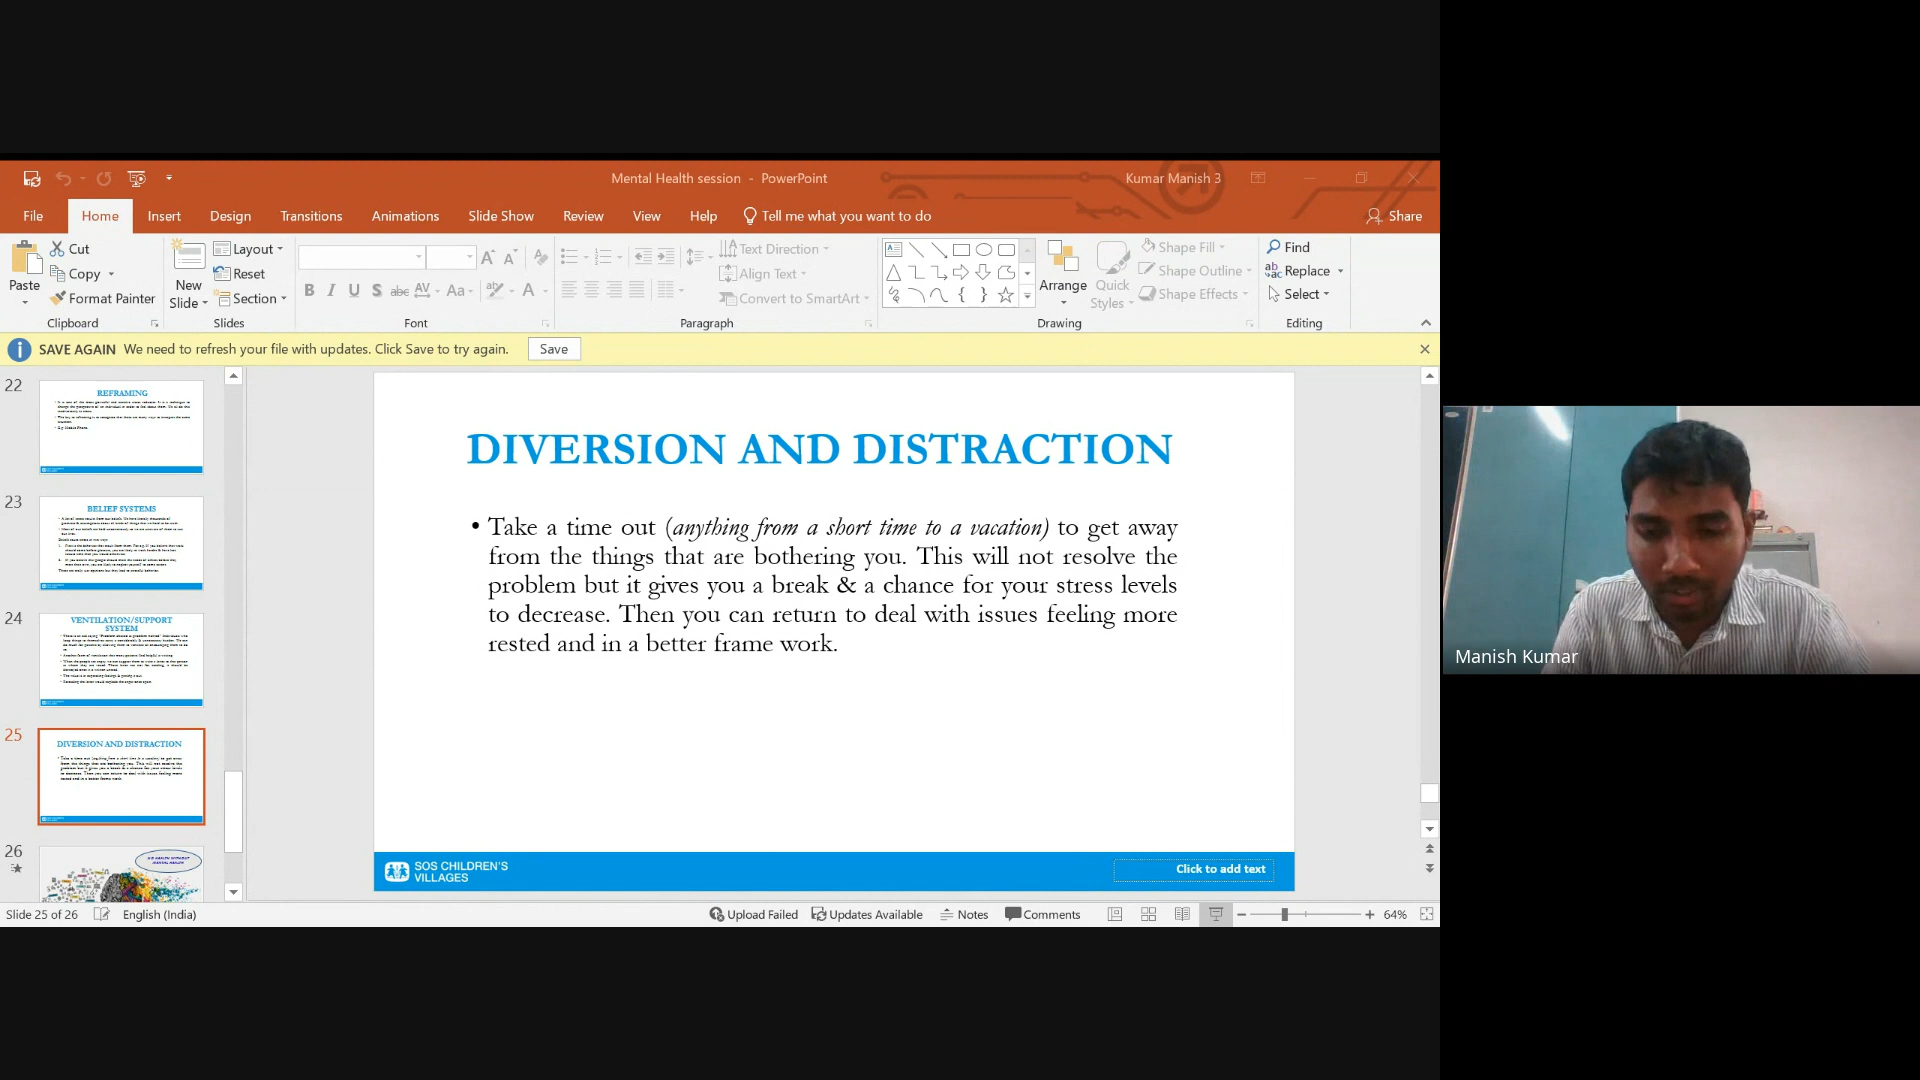 Mental Health session - PowerPoint
Kumar Manish 3
File Home Insert Design Transitions Animations Slide Show Review View Help Tell me what you want to do Share
Paste
Cut
Copy
Format Painter
Clipboard
New
Slide
Layout
Reset
Section
Slides
B I U S abc AV Aa A
Font
Text Direction
Align Text
Convert to SmartArt
Paragraph
Arrange
Quick
Styles
Shape Fill
Shape Outline
Shape Effects
Drawing
Find
Replace
Select
Editing
SAVE AGAIN We need to refresh your file with updates. Click Save to try again. Save
22
REFRAMING
23
BELIEF SYSTEMS
24
VENTILATION/SUPPORT
SYSTEM
25
DIVERSION AND DISTRACTION
26
DIVERSION AND DISTRACTION
• Take a time out (anything from a short time to a vacation) to get away
from the things that are bothering you. This will not resolve the
problem but it gives you a break & a chance for your stress levels
to decrease. Then you can return to deal with issues feeling more
rested and in a better frame work.
SOS CHILDREN'S
VILLAGES
Click to add text
Slide 25 of 26 English (India) Upload Failed Updates Available Notes Comments 64%
Manish Kumar